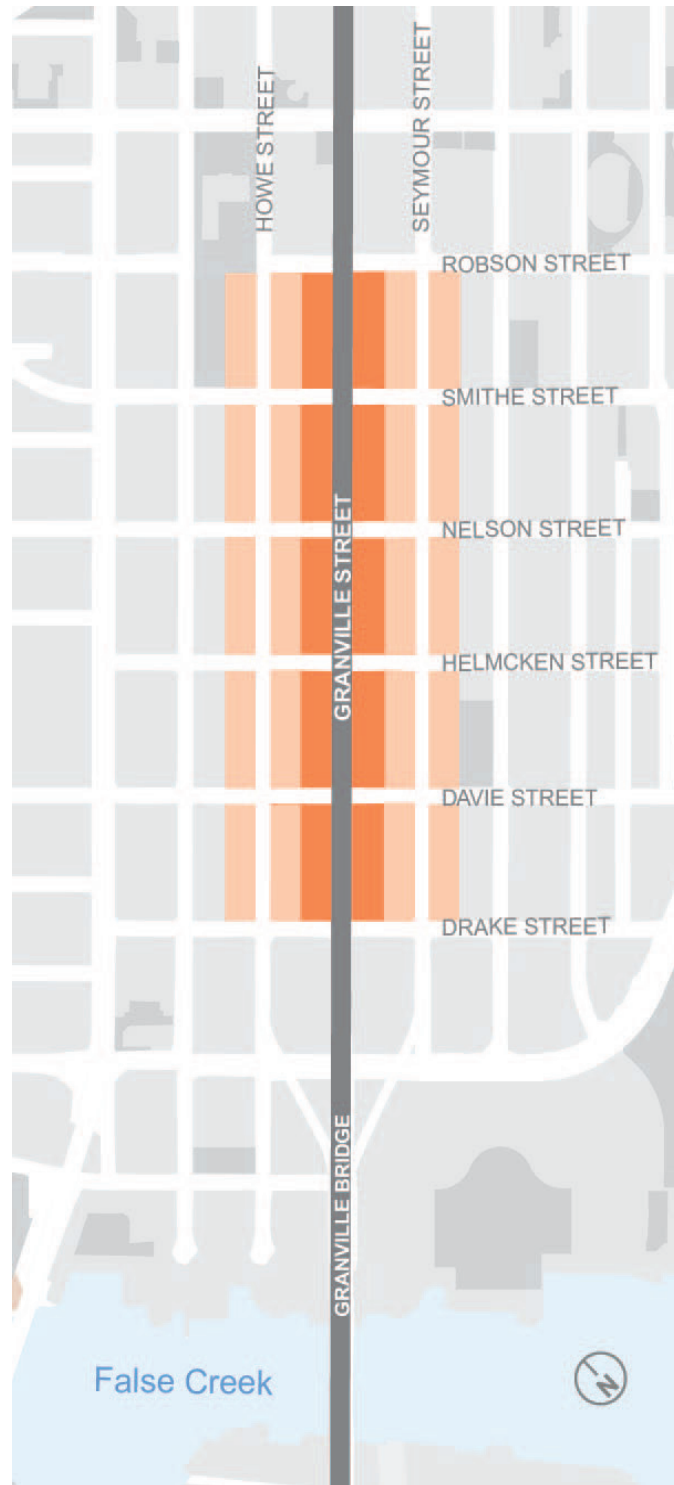 HOWE STREET
SEYMOUR STREET
ROBSON STREET
SMITHE STREET
NELSON STREET
GRANVILLE STREET
HELMCKEN STREET
DAVIE STREET
DRAKE STREET
GRANVILLE BRIDGE
False Creek
N